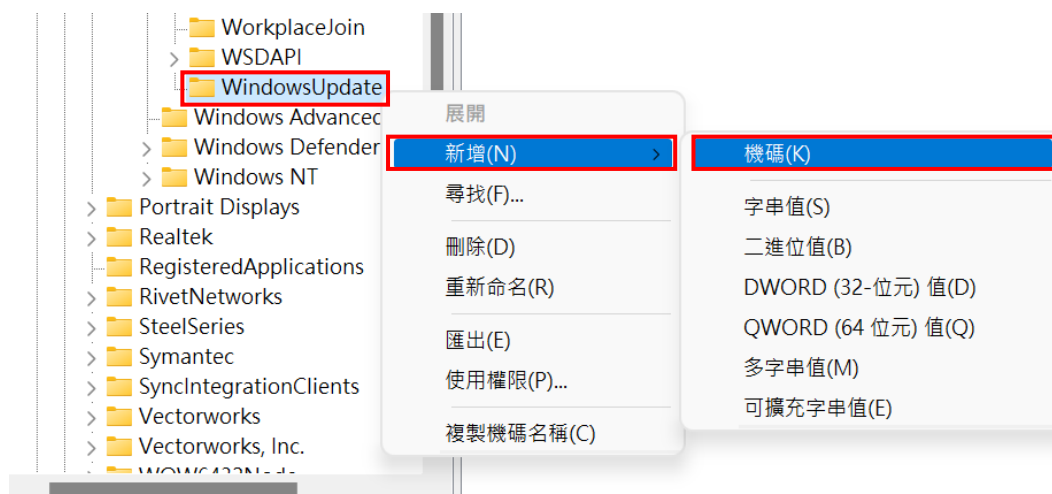 WorkplaceJoin
WSDAPI
WindowsUpdate
Windows Advanced
Windows Defender
Windows NT
Portrait Displays
Realtek
RegisteredApplications
RivetNetworks
SteelSeries
Symantec
SyncIntegrationClients
Vectorworks
Vectorworks, Inc.
WOW6432Node
展開
新增(N)
尋找(F)...
刪除(D)
重新命名(R)
匯出(E)
使用權限(P)...
複製機碼名稱(C)
機碼(K)
字串值(S)
二進位值(B)
DWORD (32-位元) 值(D)
QWORD (64 位元) 值(Q)
多字串值(M)
可擴充字串值(E)